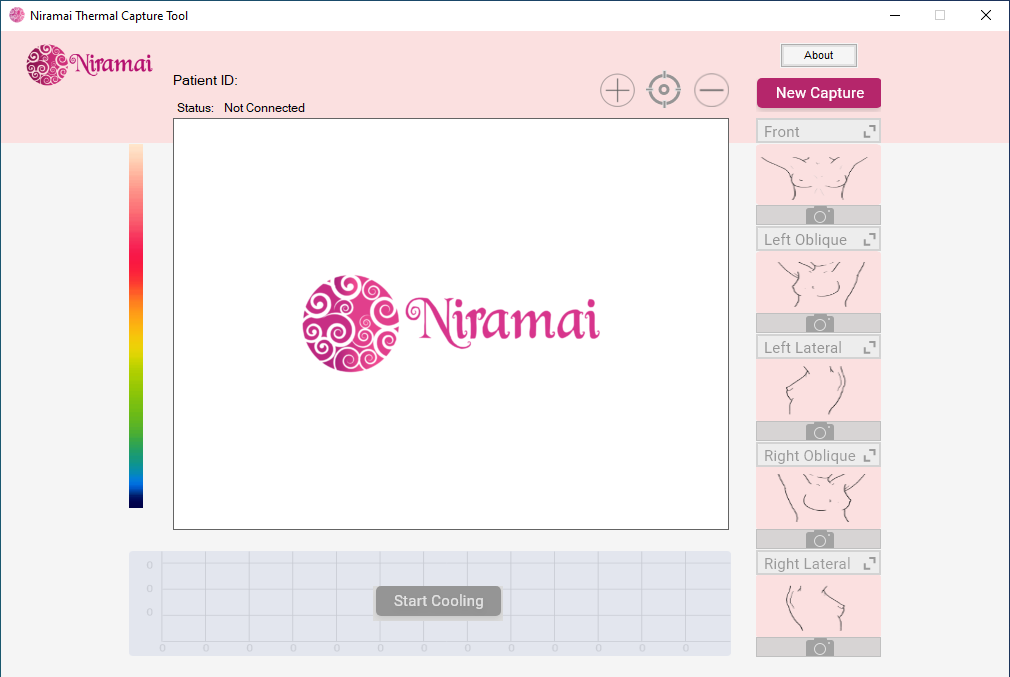 Niramai Thermal Capture Tool
Niramai
About
Patient ID:
New Capture
Status: Not Connected
Front
Left Oblique
Niramai
Left Lateral
Right Oblique
Right Lateral
0
0
0
Start Cooling
0 0 0 0 0 0 0 0 0 0 0 0 0